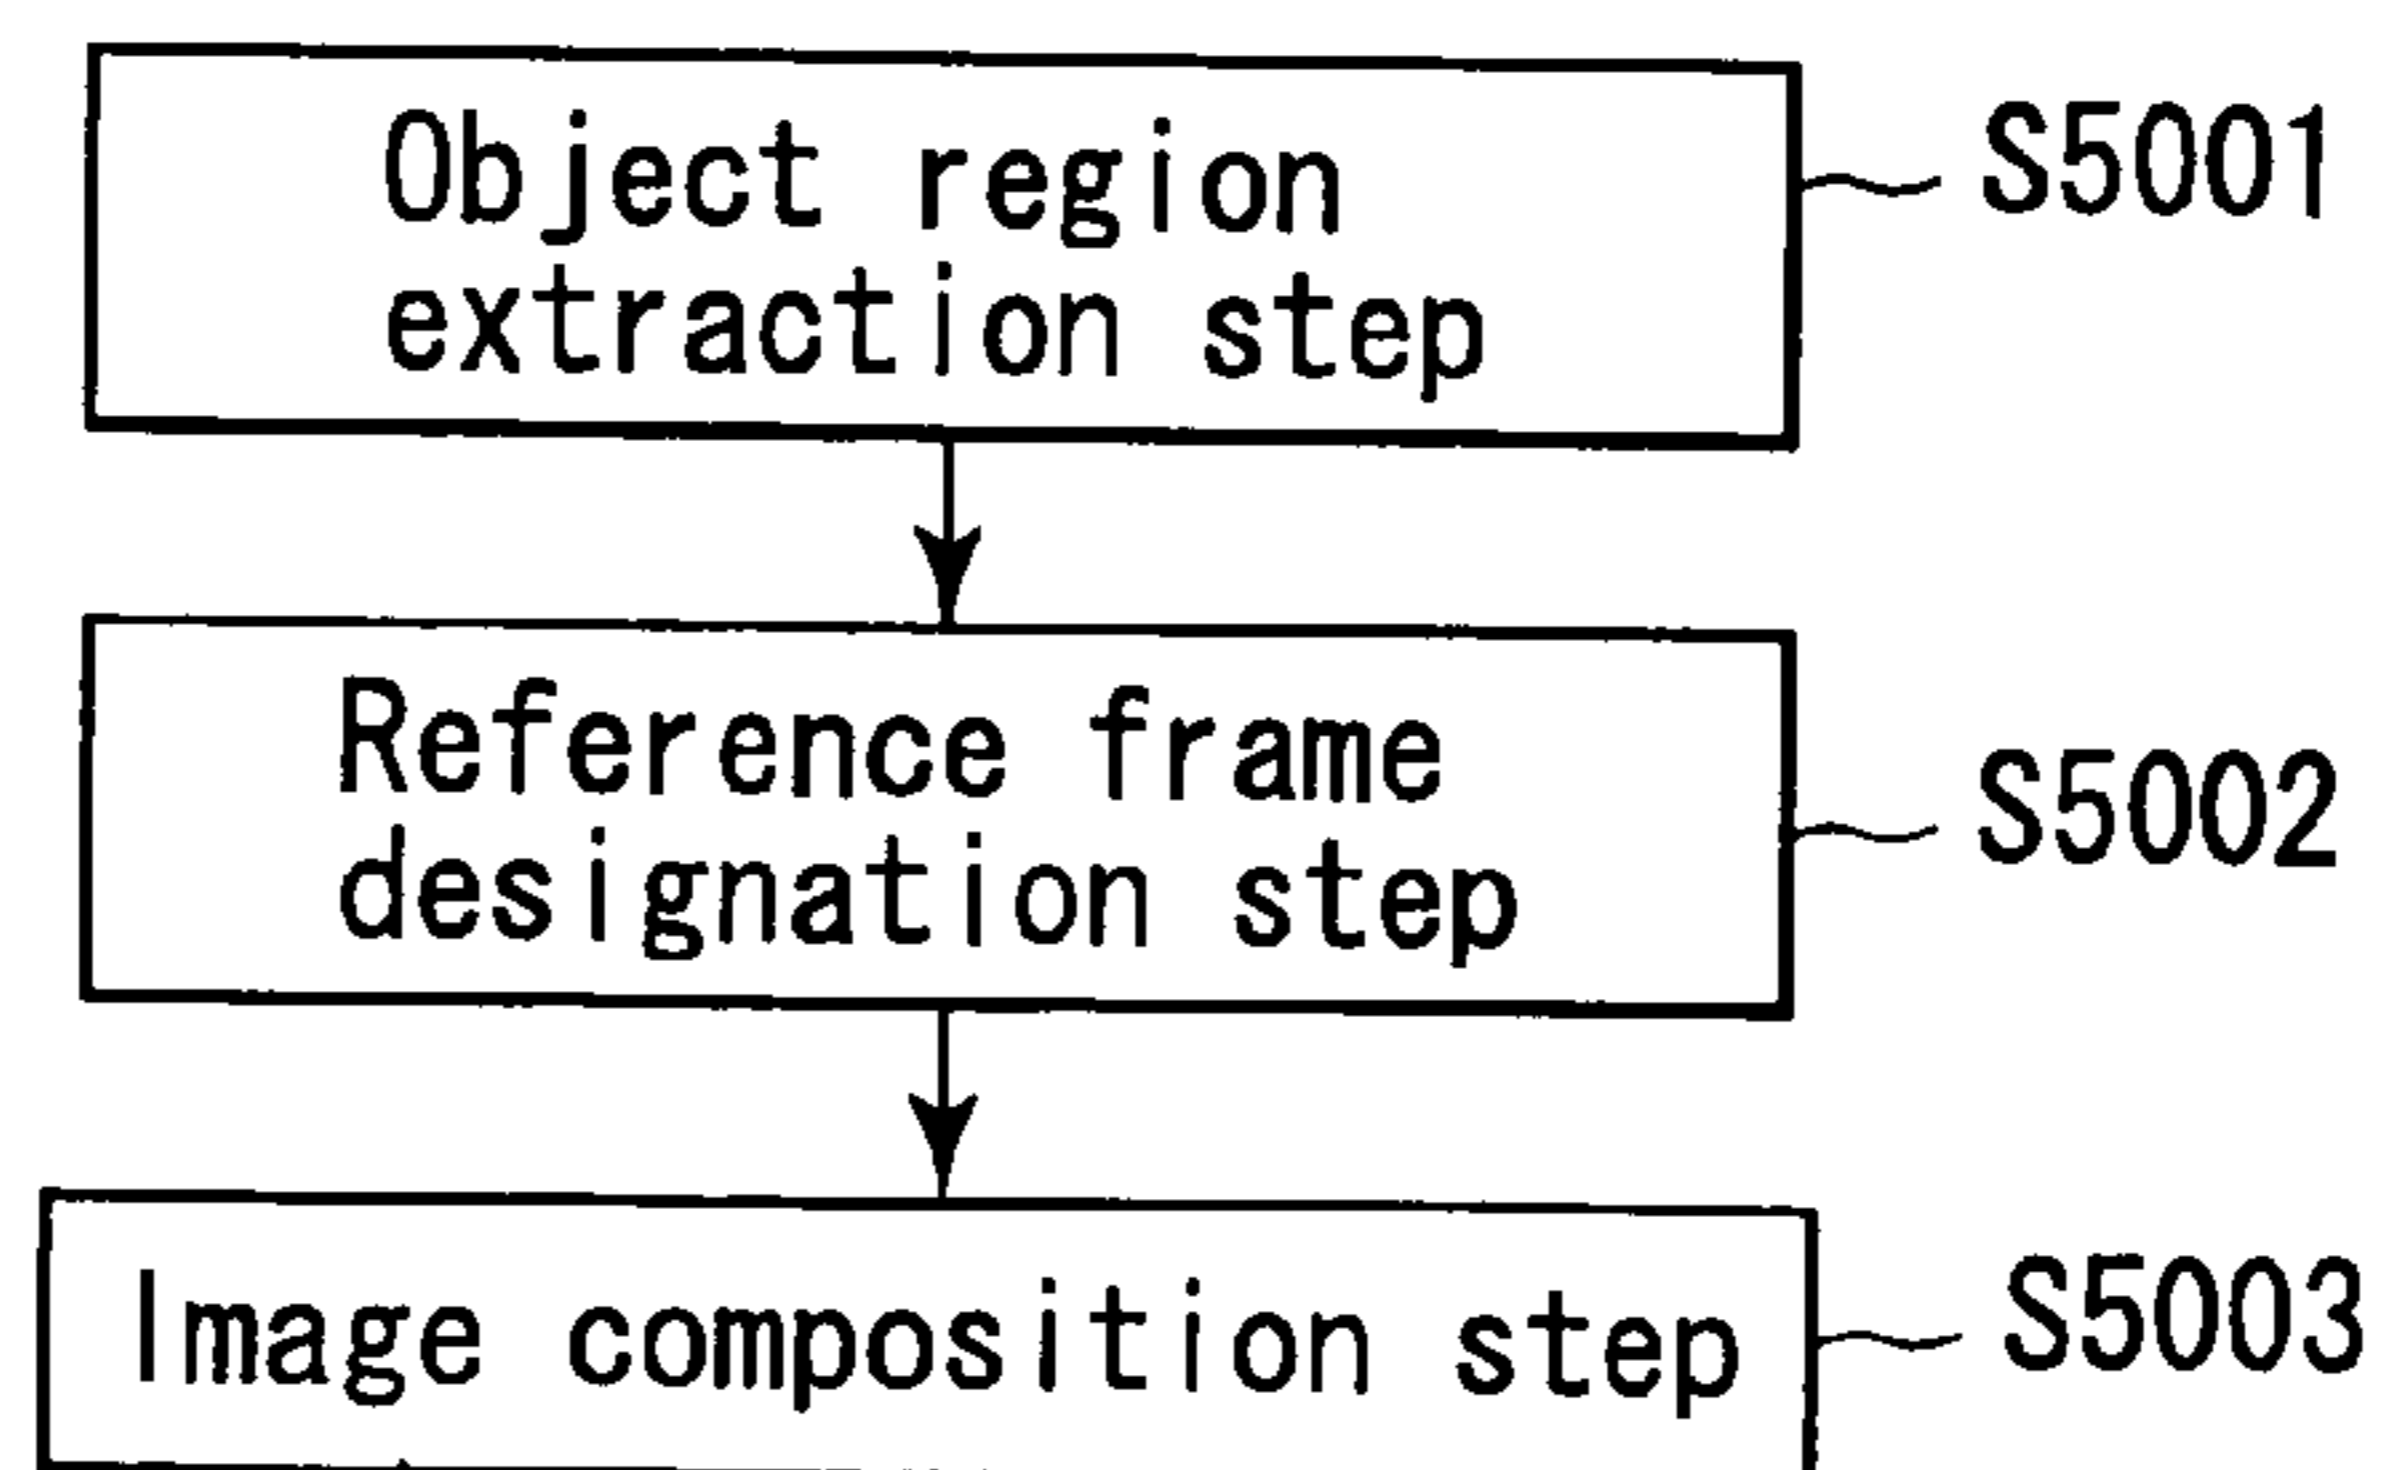 Object region
extraction step
S5001
Reference frame
designation step
S5002
Image composition step
S5003